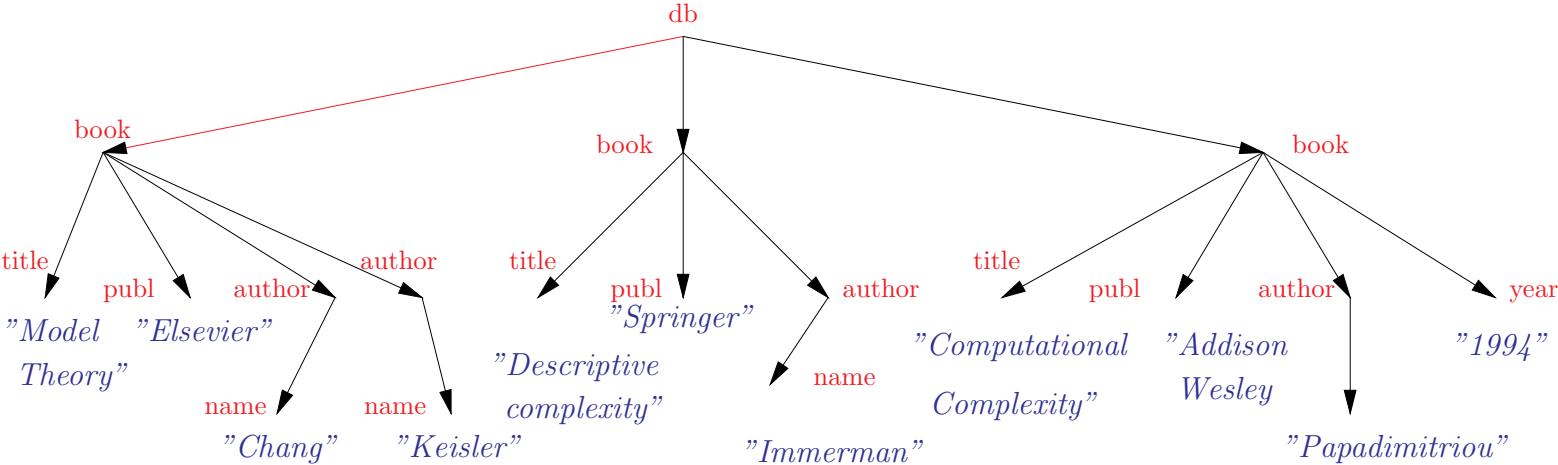 db
book
book
book
title
publ
author
author
"Model
Theory"
"Elsevier"
name
"Chang"
name
"Keisler"
title
publ
author
"Springer"
"Descriptive
complexity"
name
"Immerman"
title
publ
author
year
"Computational
Complexity"
"Addison
Wesley
"1994"
"Papadimitriou"